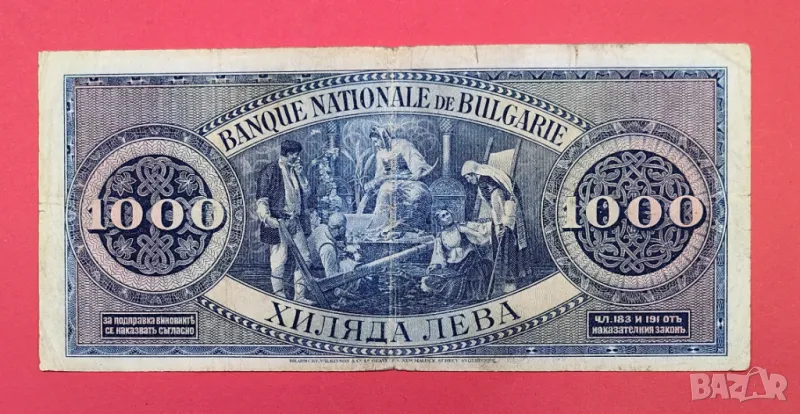 BANQUE NATIONALE DE BULGARIE
1000
1000
ХИЛЯДА ЛЕВА
ЗА ПОДПРАВКА ВИНОВНИТѢ
СЕ НАКАЗВАТЪ СЪГЛАСНО
ЧЛ. 183 И 191 ОТЪ
НАКАЗАТЕЛНИЯ ЗАКОНЪ.
BAZAR